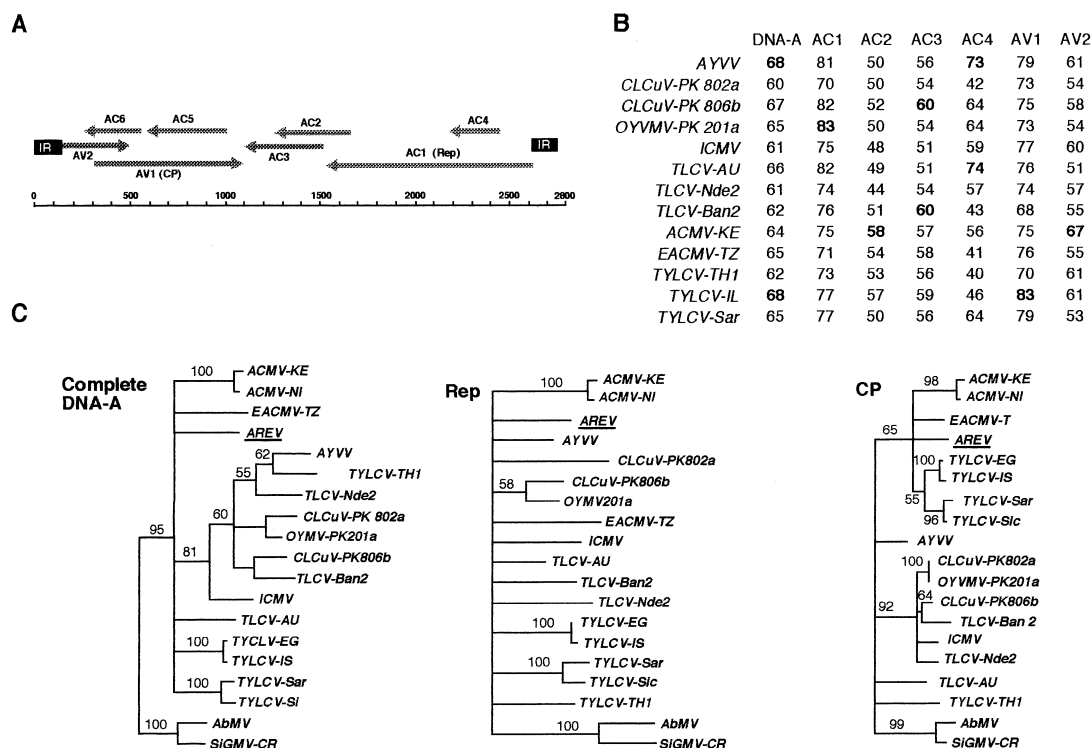 A
AC6
AC5
AC2
AC4
IR
AV2
AC3
AC1 (Rep)
IR
AV1 (CP)
0 500 1000 1500 2000 2500 2800
B
DNA-A AC1 AC2 AC3 AC4 AV1 AV2
AYVV 68 81 50 56 73 79 61
CLCuV-PK 802a 60 70 50 54 42 73 54
CLCuV-PK 806b 67 82 52 60 64 75 58
OYVMV-PK 201a 65 83 50 54 64 73 54
ICMV 61 75 48 51 59 77 60
TLCV-AU 66 82 49 51 74 76 51
TLCV-Nde2 61 74 44 54 57 74 57
TLCV-Ban2 62 76 51 60 43 68 55
ACMV-KE 64 75 58 57 56 75 67
EACMV-TZ 65 71 54 58 41 76 55
TYLCV-TH1 62 73 53 56 40 70 61
TYLCV-IL 68 77 57 59 46 83 61
TYLCV-Sar 65 77 50 56 64 79 53
C
Complete
DNA-A
100
ACMV-KE
ACMV-NI
EACMV-TZ
AREV
62
AYVV
TYLCV-TH1
55
TLCV-Nde2
60
CLCuV-PK 802a
OYMV-PK201a
95
81
CLCuV-PK806b
TLCV-Ban2
ICMV
TLCV-AU
100
TYCLV-EG
TYLCV-IS
100
TYLCV-Sar
TYLCV-Si
100
AbMV
SiGMV-CR
Rep
100
ACMV-KE
ACMV-NI
AREV
AYVV
CLCuV-PK802a
58
CLCuV-PK806b
OYMV201a
EACMV-TZ
ICMV
TLCV-AU
TLCV-Ban2
TLCV-Nde2
100
TYLCV-EG
TYLCV-IS
100
TYLCV-Sar
TYLCV-Sic
TYLCV-TH1
100
AbMV
SiGMV-CR
CP
98
ACMV-KE
ACMV-NI
EACMV-T
65
AREV
100
TYLCV-EG
TYLCV-IS
55
TYLCV-Sar
96
TYLCV-Sic
AYVV
100
CLCuV-PK802a
OYVMV-PK201a
64
CLCuV-PK806b
92
TLCV-Ban 2
ICMV
TLCV-Nde2
TLCV-AU
TYLCV-TH1
99
AbMV
SiGMV-CR